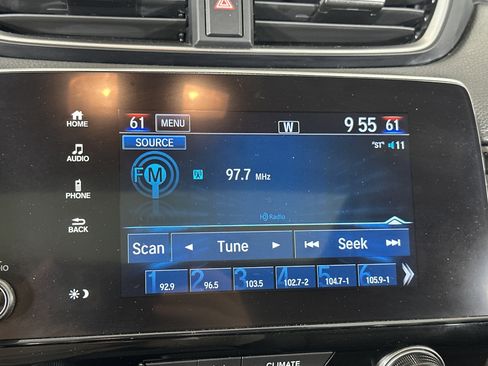 61 MENU W 9 55 61
HOME
SOURCE
"ST" 11
AUDIO
FM 97.7 MHz
PHONE
HD Radio
BACK
Scan Tune Seek
1 92.9 2 96.5 3 103.5 4 102.7-2 5 104.7-1 6 105.9-1
CLIMATE